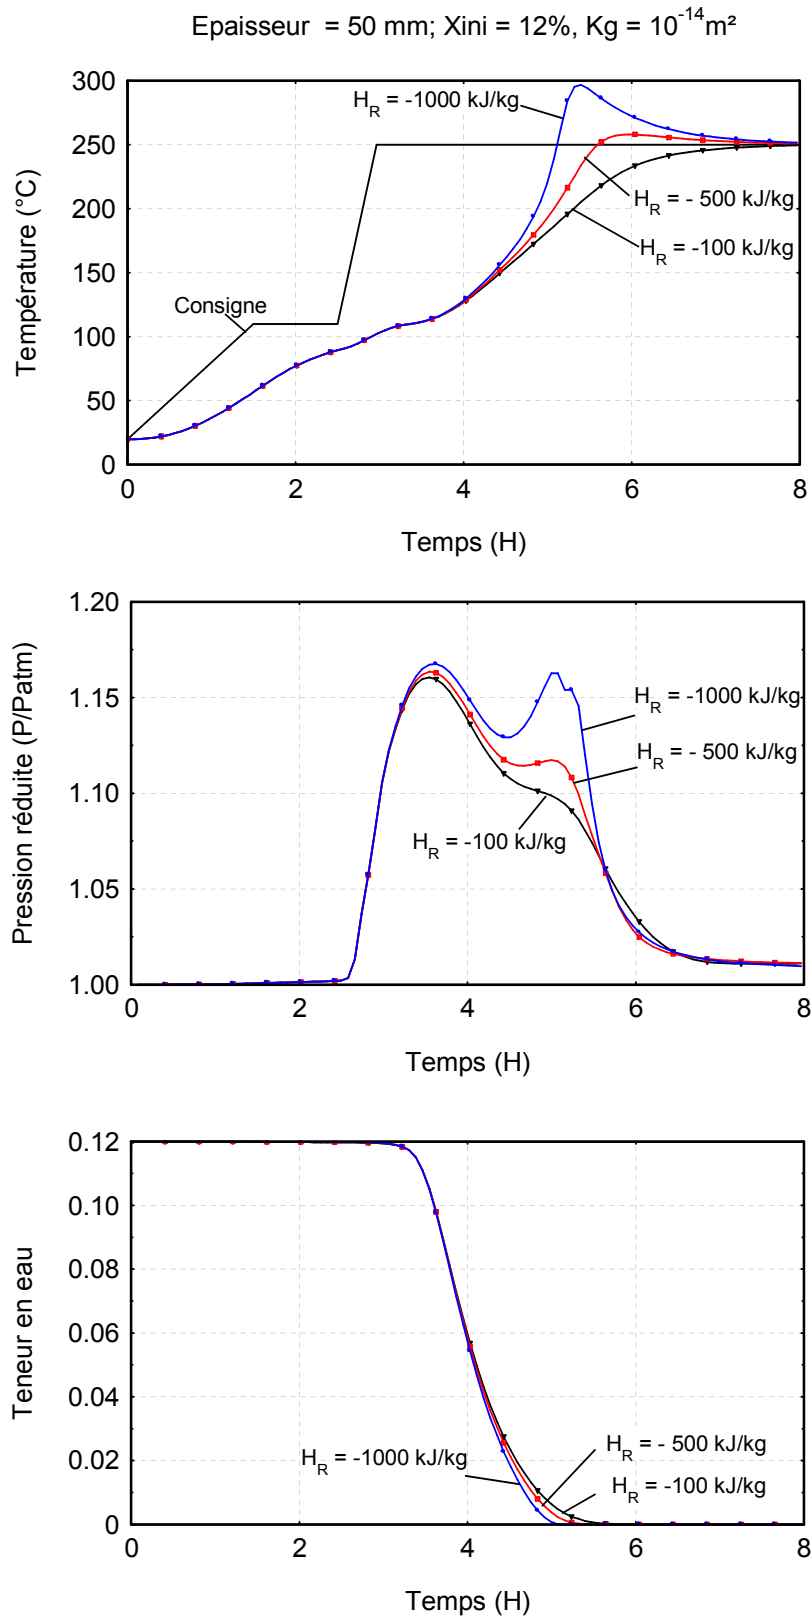 Epaisseur = 50 mm; Xini = 12%, Kg = 10⁻¹⁴m²
300
250
200
150
100
50
0
Température (°C)
H_R = -1000 kJ/kg
H_R = - 500 kJ/kg
H_R = -100 kJ/kg
Consigne
0 2 4 6 8
Temps (H)
1.20
1.15
1.10
1.05
1.00
Pression réduite (P/Patm)
H_R = -1000 kJ/kg
H_R = - 500 kJ/kg
H_R = -100 kJ/kg
0 2 4 6 8
Temps (H)
0.12
0.10
0.08
0.06
0.04
0.02
0
Teneur en eau
H_R = - 500 kJ/kg
H_R = -1000 kJ/kg
H_R = -100 kJ/kg
0 2 4 6 8
Temps (H)